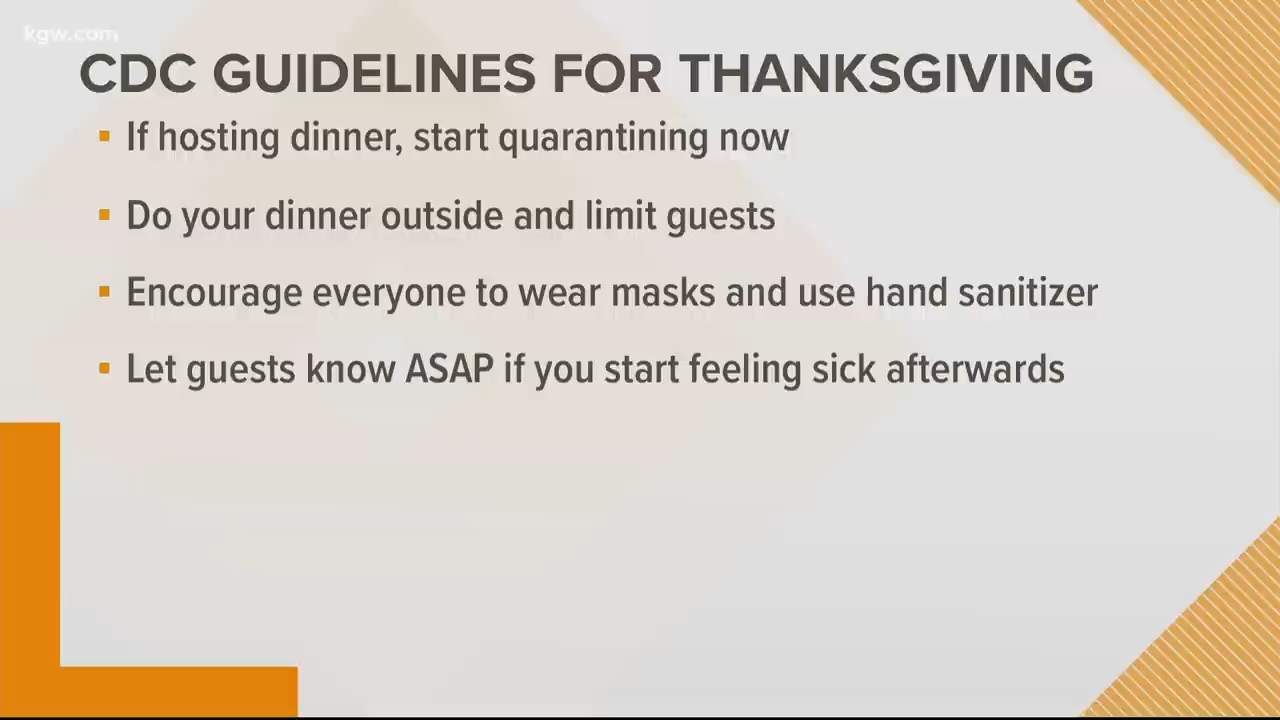 kgw.com
CDC GUIDELINES FOR THANKSGIVING
If hosting dinner, start quarantining now
Do your dinner outside and limit guests
Encourage everyone to wear masks and use hand sanitizer
Let guests know ASAP if you start feeling sick afterwards